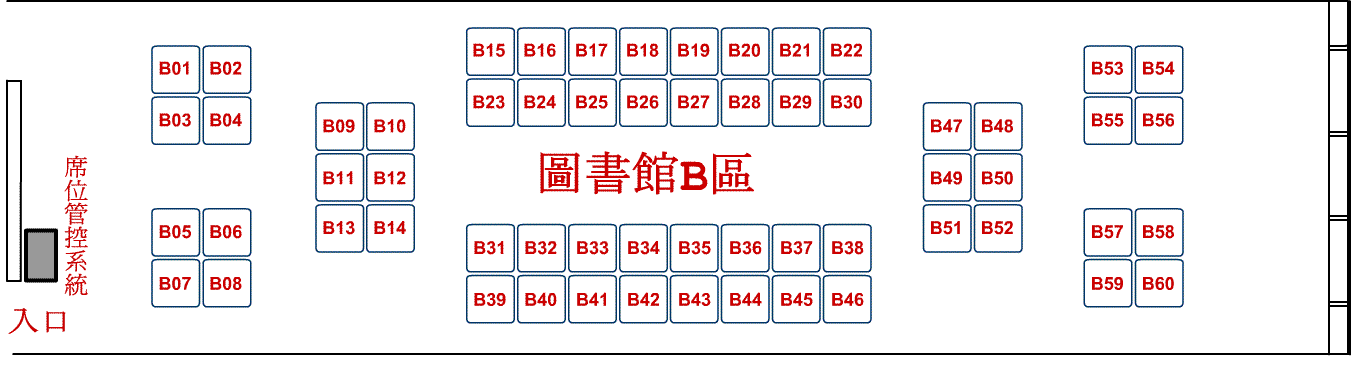 B15 B16 B17 B18 B19 B20 B21 B22
B01 B02
B53 B54
B23 B24 B25 B26 B27 B28 B29 B30
B03 B04
B09 B10
B47 B48
B55 B56
圖書館B區
B11 B12
B49 B50
席位管控系統
B05 B06
B13 B14
B51 B52
B57 B58
B31 B32 B33 B34 B35 B36 B37 B38
B07 B08
B59 B60
B39 B40 B41 B42 B43 B44 B45 B46
入口